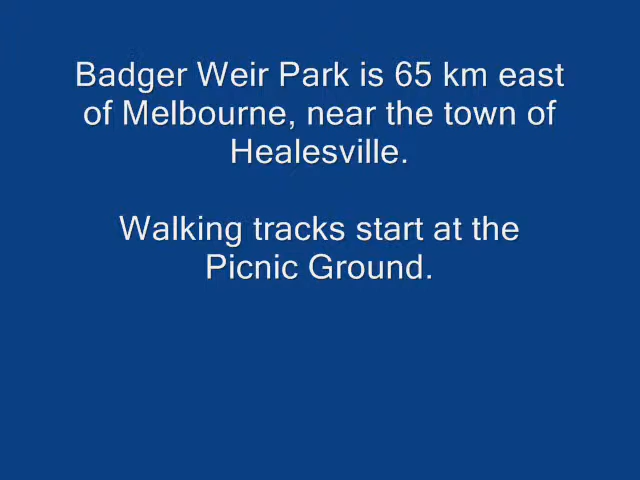 Badger Weir Park is 65 km east
of Melbourne, near the town of
Healesville.
Walking tracks start at the
Picnic Ground.